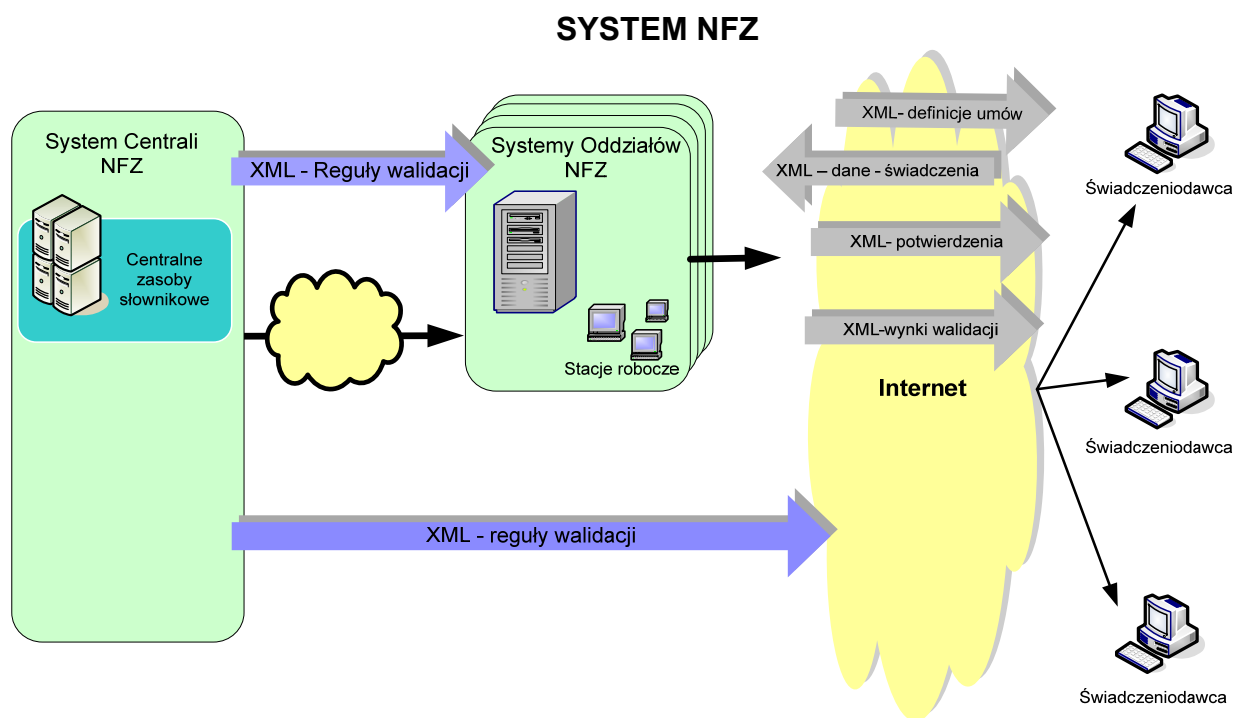 SYSTEM NFZ
System Centrali
NFZ
Centralne
zasoby
słownikowe
XML - Reguły walidacji
Systemy Oddziałów
NFZ
Stacje robocze
XML- definicje umów
XML – dane - świadczenia
XML- potwierdzenia
XML-wynki walidacji
Internet
XML - reguły walidacji
Świadczeniodawca
Świadczeniodawca
Świadczeniodawca